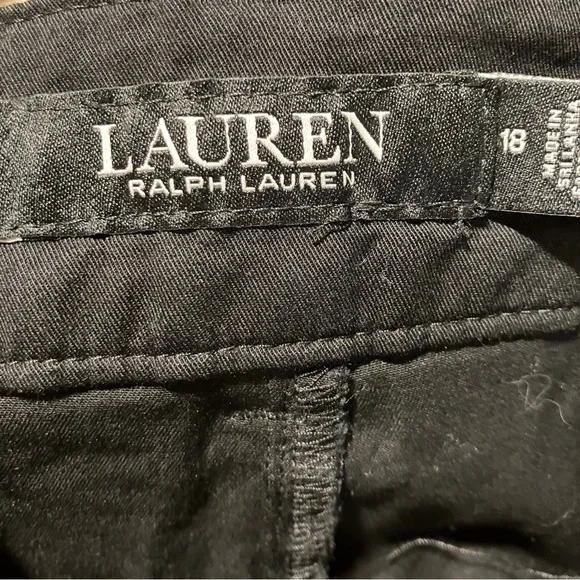 LAUREN
RALPH LAUREN
18
MADE IN
SRI LANKA